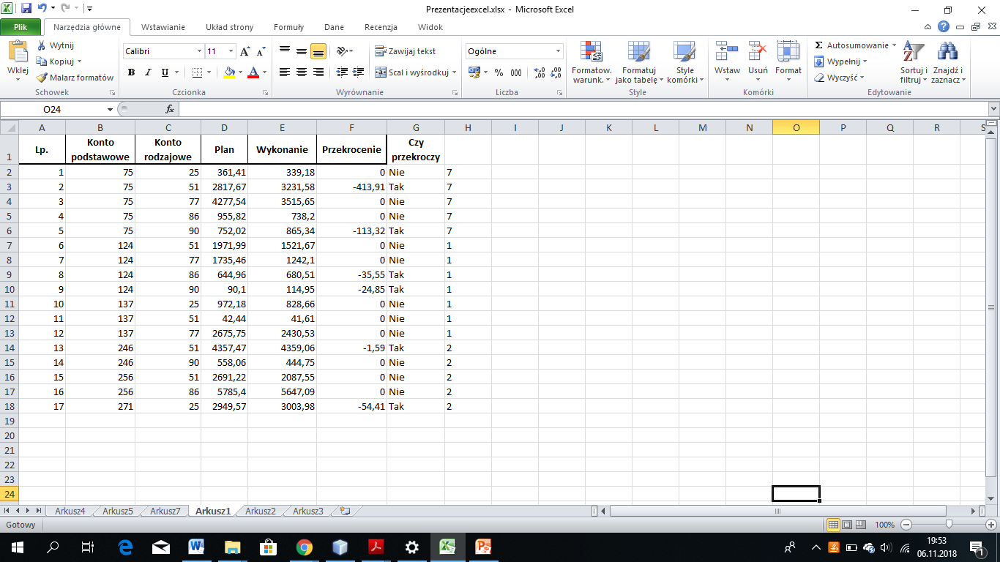 Prezentacjeexcel.xlsx - Microsoft Excel
Plik Narzędzia główne Wstawianie Układ strony Formuły Dane Recenzja Widok
Wklej
Wytnij
Kopiuj
Malarz formatów
Schowek
Calibri 11
B I U
Czcionka
Zawijaj tekst
Scal i wyśrodkuj
Wyrównanie
Ogólne
% 000
Liczba
Formatow. warunk.
Formatuj jako tabelę
Style komórki
Style
Wstaw Usuń Format
Komórki
Autosumowanie
Wypełnij
Wyczyść
Sortuj i filtruj
Znajdź i zaznacz
Edytowanie
O24 fx
A B C D E F G H I J K L M N O P Q R S
1 Lp. Konto podstawowe Konto rodzajowe Plan Wykonanie Przekrocenie Czy przekroczy
2 1 75 25 361,41 339,18 0 Nie 7
3 2 75 51 2817,67 3231,58 -413,91 Tak 7
4 3 75 77 4277,54 3515,65 0 Nie 7
5 4 75 86 955,82 738,2 0 Nie 7
6 5 75 90 752,02 865,34 -113,32 Tak 7
7 6 124 51 1971,99 1521,67 0 Nie 1
8 7 124 77 1735,46 1242,1 0 Nie 1
9 8 124 86 644,96 680,51 -35,55 Tak 1
10 9 124 90 90,1 114,95 -24,85 Tak 1
11 10 137 25 972,18 828,66 0 Nie 1
12 11 137 51 42,44 41,61 0 Nie 1
13 12 137 77 2675,75 2430,53 0 Nie 1
14 13 246 51 4357,47 4359,06 -1,59 Tak 2
15 14 246 90 558,06 444,75 0 Nie 2
16 15 256 51 2691,22 2087,55 0 Nie 2
17 16 256 86 5785,4 5647,09 0 Nie 2
18 17 271 25 2949,57 3003,98 -54,41 Tak 2
19
20
21
22
23
24
Arkusz4 Arkusz5 Arkusz7 Arkusz1 Arkusz2 Arkusz3
Gotowy 100%
19:53
06.11.2018
1